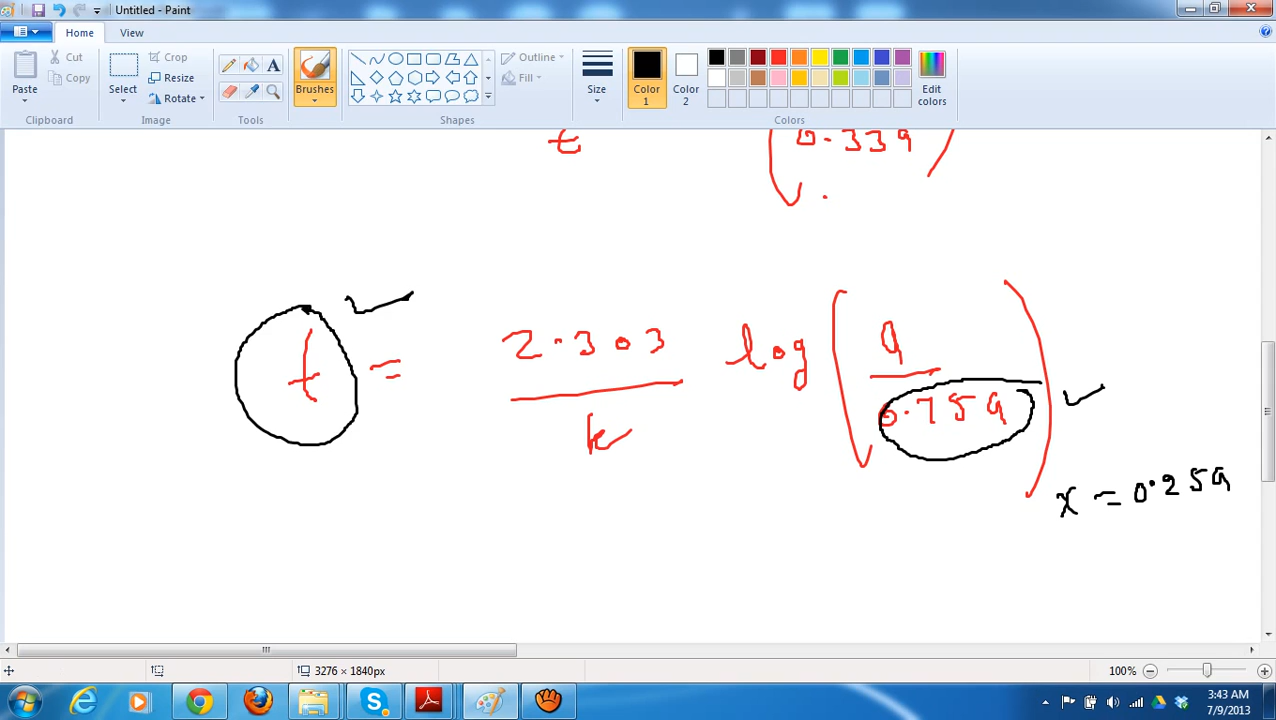 Untitled - Paint
Home View
Paste Cut Copy Select Crop Resize Rotate Brushes Outline Fill Size Color 1 Color 2 Edit colors
Clipboard Image Tools Shapes Colors
t 0.339
t = 2.303 log a
k 0.75a
x = 0.25a
3276 × 1840px 100%
3:43 AM
7/9/2013